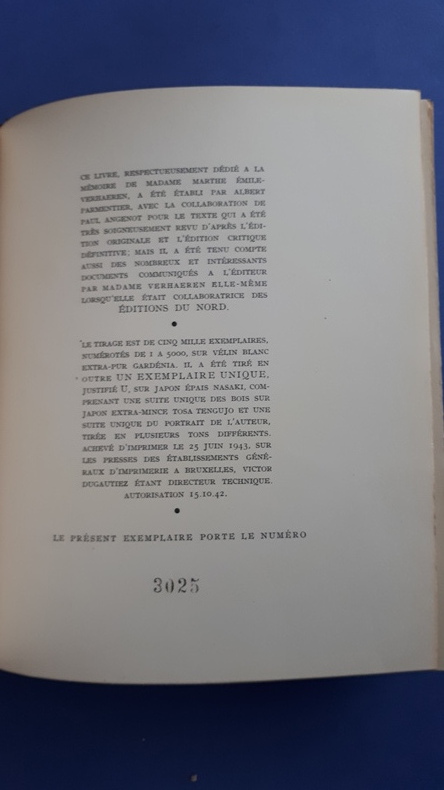 CE LIVRE, RESPECTUEUSEMENT DÉDIÉ A LA
MÉMOIRE DE MADAME MARTHE ÉMILE-
VERHAEREN, A ÉTÉ ÉTABLI PAR ALBERT
PARMENTIER, AVEC LA COLLABORATION DE
PAUL ANGENOT POUR LE TEXTE QUI A ÉTÉ
TRÈS SOIGNEUSEMENT REVU D'APRÈS L'ÉDI-
TION ORIGINALE ET L'ÉDITION CRITIQUE
DÉFINITIVE; MAIS IL A ÉTÉ TENU COMPTE
AUSSI DES NOMBREUX ET INTÉRESSANTS
DOCUMENTS COMMUNIQUÉS A L'ÉDITEUR
PAR MADAME VERHAEREN ELLE-MÊME
LORSQU'ELLE ÉTAIT COLLABORATRICE DES
ÉDITIONS DU NORD.
●
LE TIRAGE EST DE CINQ MILLE EXEMPLAIRES,
NUMÉROTÉS DE 1 A 5000, SUR VÉLIN BLANC
EXTRA-PUR GARDÉNIA. IL A ÉTÉ TIRÉ EN
OUTRE UN EXEMPLAIRE UNIQUE,
JUSTIFIÉ U, SUR JAPON ÉPAIS NASAKI, COM-
PRENANT UNE SUITE UNIQUE DES BOIS SUR
JAPON EXTRA-MINCE TOSA TENGUJO ET UNE
SUITE UNIQUE DU PORTRAIT DE L'AUTEUR,
TIRÉE EN PLUSIEURS TONS DIFFÉRENTS.
ACHEVÉ D'IMPRIMER LE 25 JUIN 1943, SUR
LES PRESSES DES ÉTABLISSEMENTS GÉNÉ-
RAUX D'IMPRIMERIE A BRUXELLES, VICTOR
DUGAUTIEZ ÉTANT DIRECTEUR TECHNIQUE.
AUTORISATION 15.10.42.
●
LE PRÉSENT EXEMPLAIRE PORTE LE NUMÉRO
3025